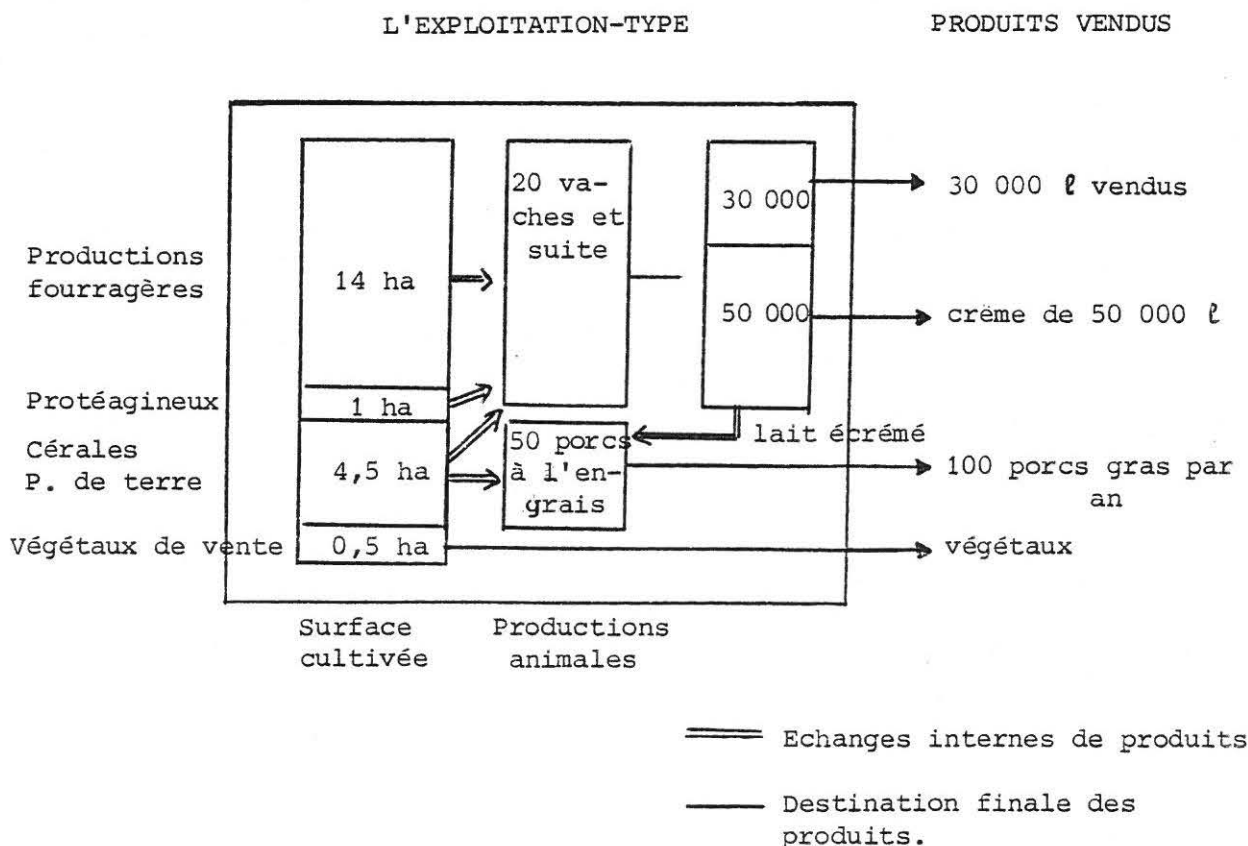 L'EXPLOITATION-TYPE
PRODUITS VENDUS
Productions
fourragères
14 ha
20 va-
ches et
suite
30 000
30 000 ℓ vendus
50 000
crëme de 50 000 ℓ
Protéagineux
1 ha
Cérales
P. de terre
4,5 ha
50 porcs
à l'en-
grais
lait écrémé
100 porcs gras par
an
Végétaux de vente
0,5 ha
végétaux
Surface
cultivée
Productions
animales
Echanges internes de produits
Destination finale des
produits.